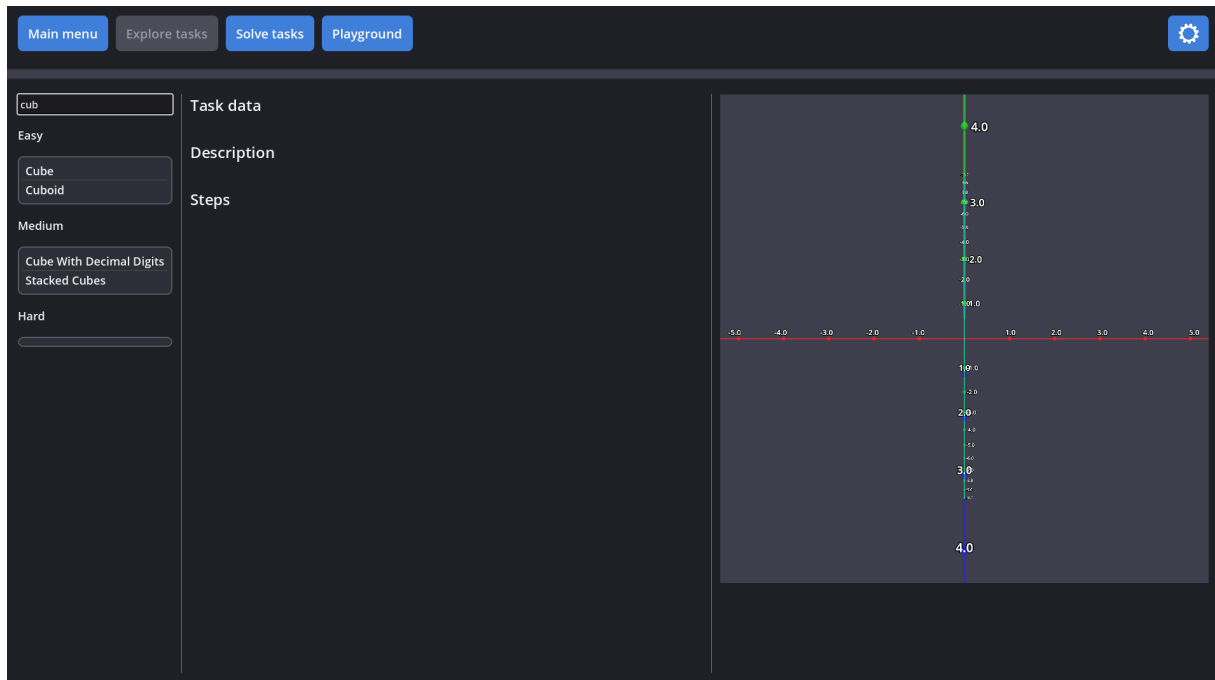 Main menu
Explore tasks
Solve tasks
Playground
cub
Easy
Cube
Cuboid
Medium
Cube With Decimal Digits
Stacked Cubes
Hard
Task data
Description
Steps
4.0
3.0
2.0
1.0
-5.0 -4.0 -3.0 -2.0 -1.0 1.0 2.0 3.0 4.0 5.0
-2.0
2.0
3.0
4.0